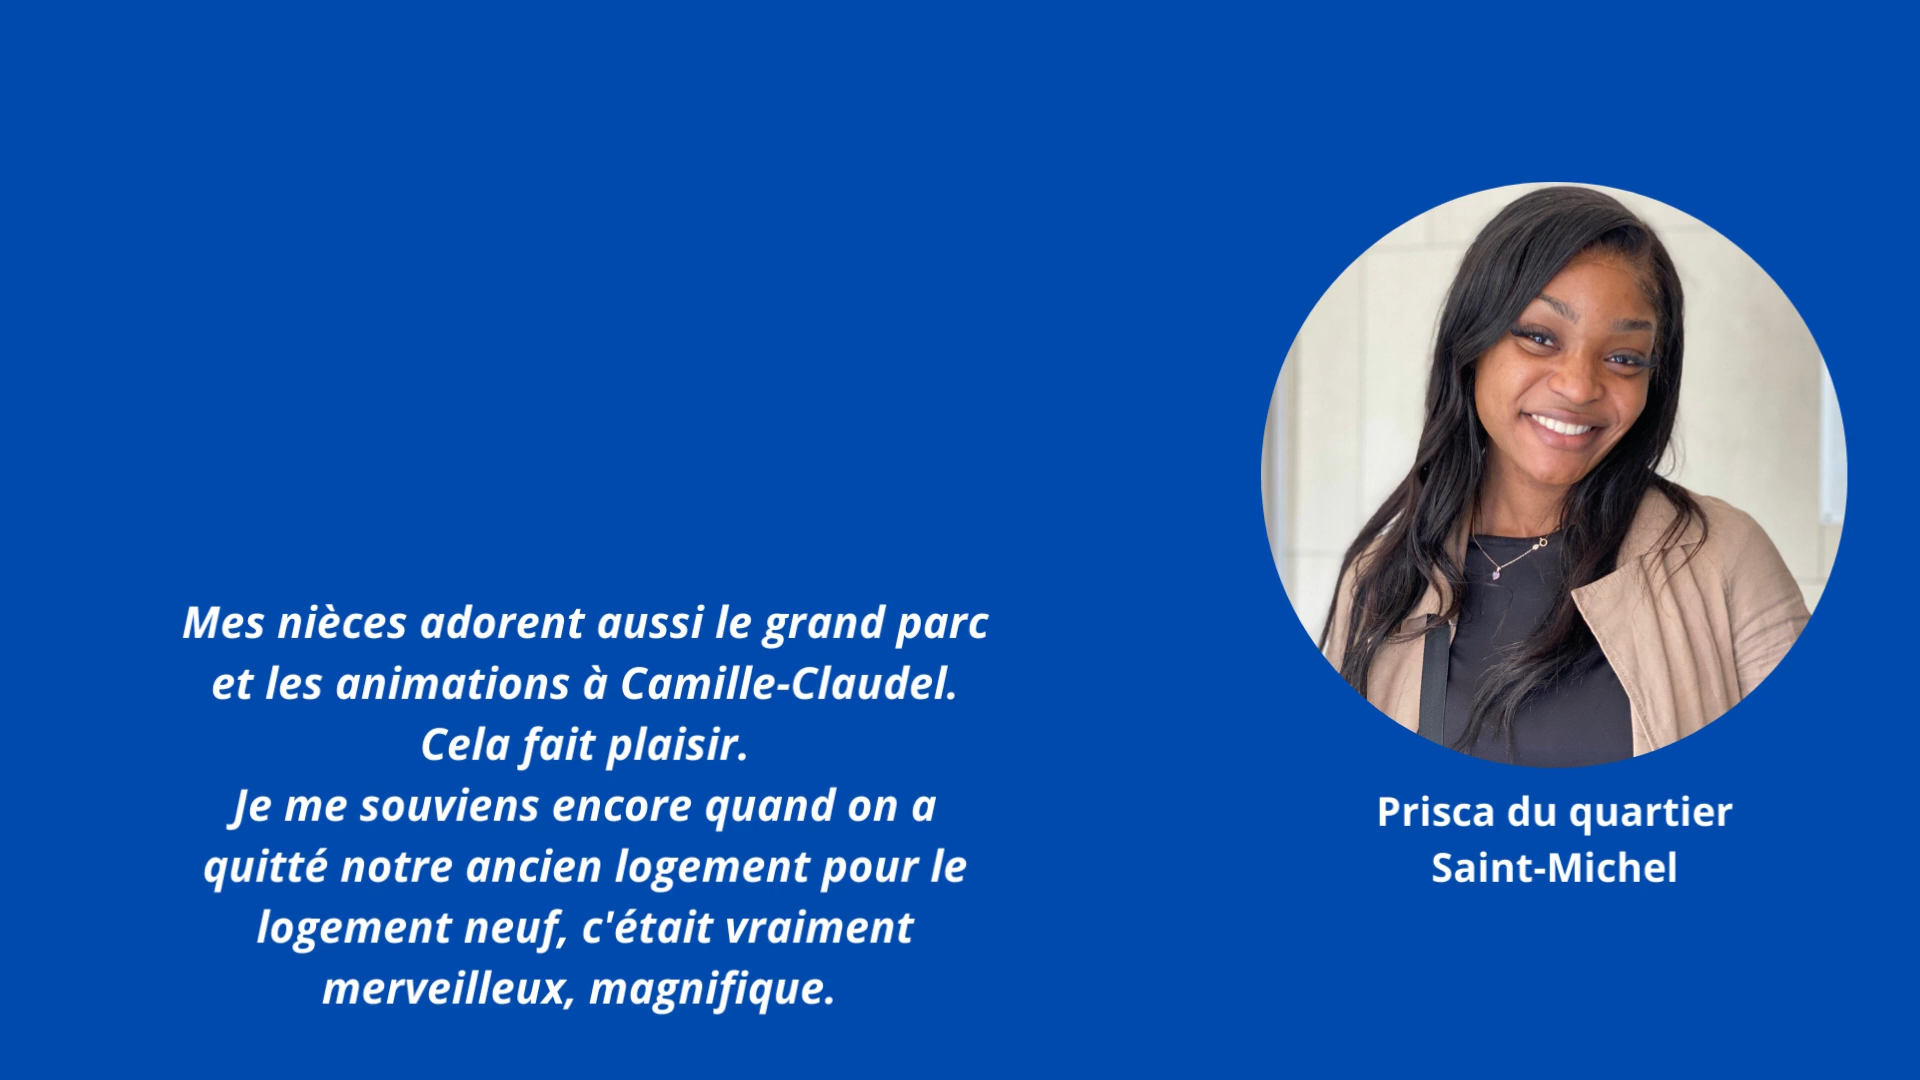 Mes nièces adorent aussi le grand parc
et les animations à Camille-Claudel.
Cela fait plaisir.
Je me souviens encore quand on a
quitté notre ancien logement pour le
logement neuf, c'était vraiment
merveilleux, magnifique.
Prisca du quartier
Saint-Michel